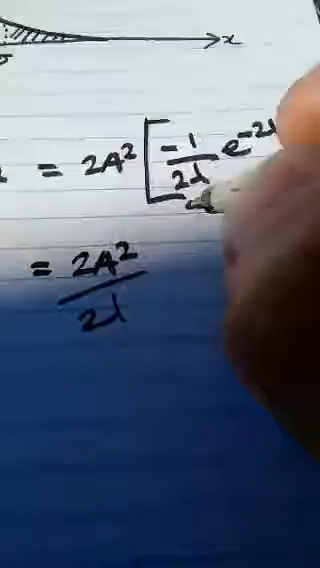 x
σ
= 2A² [ -1/2λ e^-2λ
= 2A²/2λ